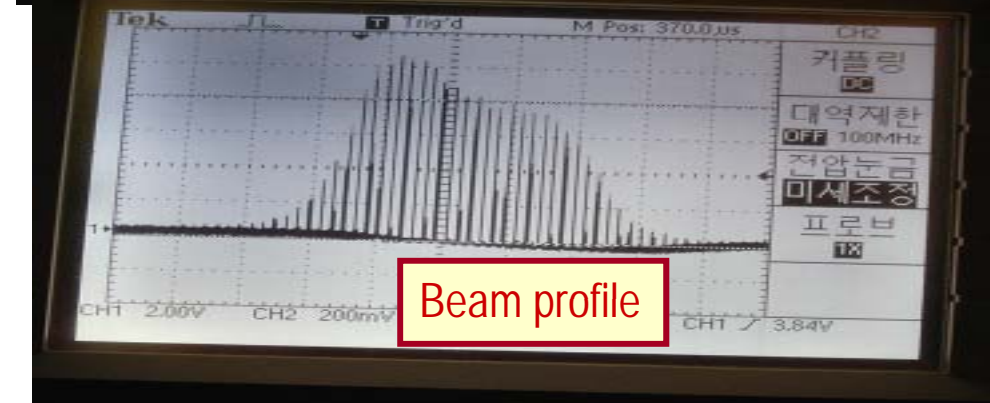 Tek T Trig'd M Pos: 370.0µs CH2
커플링
DC
대역제한
OFF 100MHz
전압눈금
미세조정
프로브
1X
1
Beam profile
CH1 2.00V CH2 200mV CH1 / 3.84V